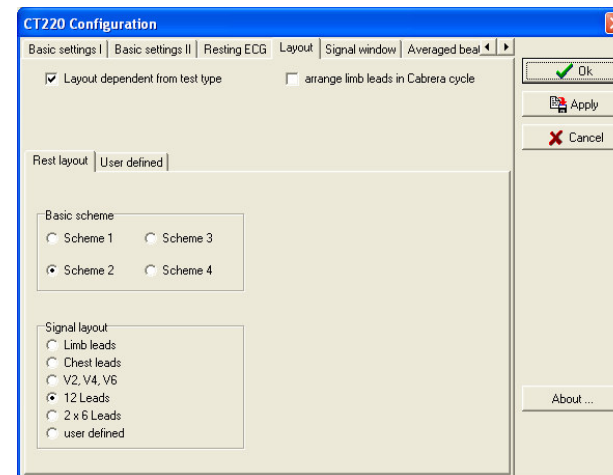 CT220 Configuration
Basic settings I Basic settings II Resting ECG Layout Signal window Averaged beat
Layout dependent from test type arrange limb leads in Cabrera cycle
Ok
Apply
Cancel
Rest layout User defined
Basic scheme
Scheme 1 Scheme 3
Scheme 2 Scheme 4
Signal layout
Limb leads
Chest leads
V2, V4, V6
12 Leads
2 x 6 Leads
user defined
About ...